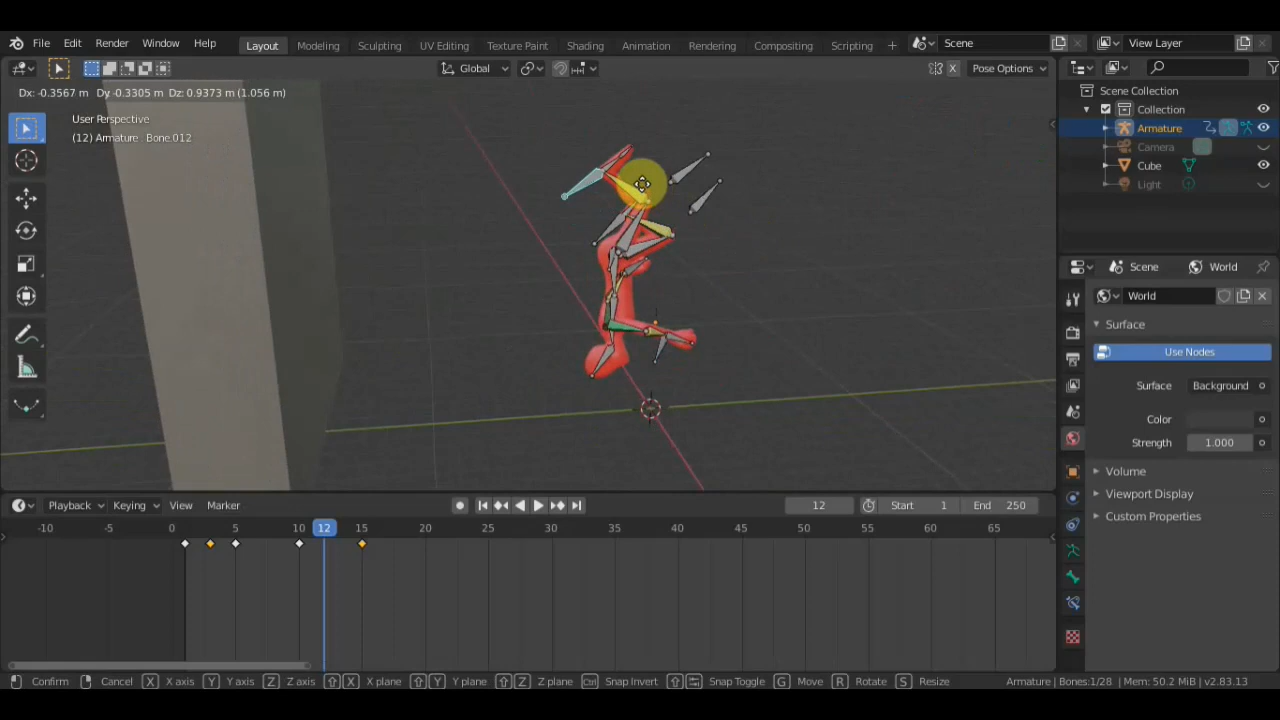 File Edit Render Window Help Layout Modeling Sculpting UV Editing Texture Paint Shading Animation Rendering Compositing Scripting + Scene View Layer
Global Pose Options X
Dx: -0.3567 m Dy -0.3305 m Dz: 0.9373 m (1.056 m)
User Perspective
(12) Armature : Bone.012
Scene Collection
Collection
Armature
Camera
Cube
Light
Scene World
World
Surface
Use Nodes
Surface Background
Color
Strength 1.000
Volume
Viewport Display
Custom Properties
Playback Keying View Marker 12 Start 1 End 250
-10 -5 0 5 10 12 15 20 25 30 35 40 45 50 55 60 65
Confirm Cancel X X axis Y Y axis Z Z axis X X plane Y Y plane Z Z plane Ctrl Snap Invert Snap Toggle G Move R Rotate S Resize Armature | Bones:1/28 | Mem: 50.2 MiB | v2.83.13